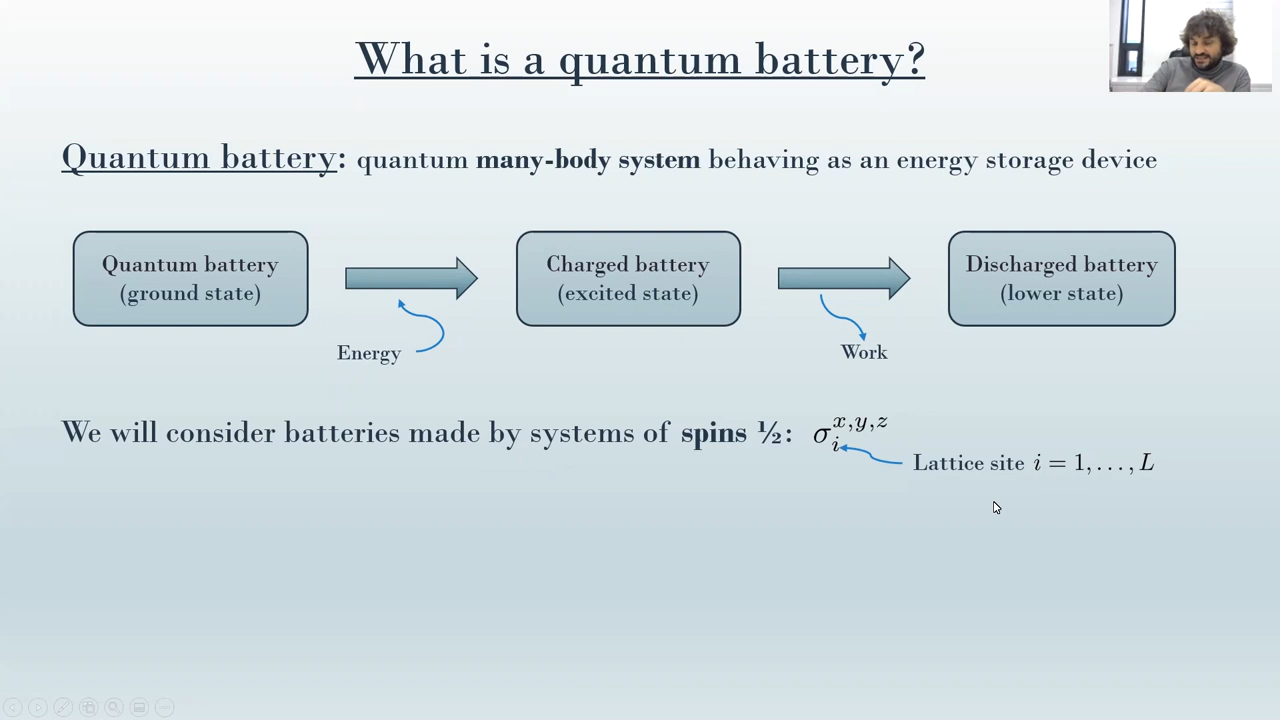 What is a quantum battery?
Quantum battery: quantum many-body system behaving as an energy storage device
Quantum battery
(ground state)
Charged battery
(excited state)
Discharged battery
(lower state)
Energy
Work
We will consider batteries made by systems of spins ½: σ_i^{x,y,z}
Lattice site i = 1, . . . , L